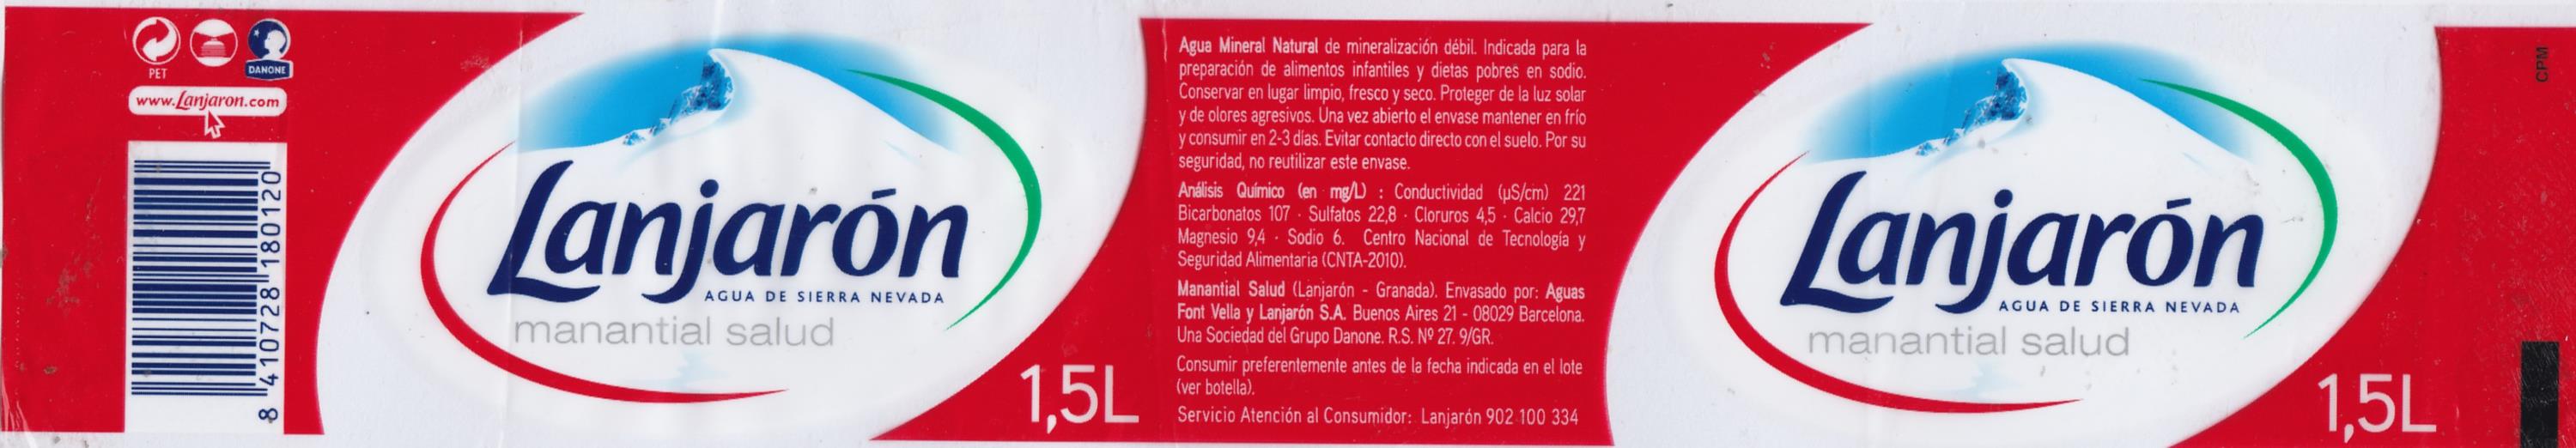 PET
DANONE
www.Lanjaron.com
8 410728 180120
Lanjarón
AGUA DE SIERRA NEVADA
manantial salud
1,5L
Agua Mineral Natural de mineralización débil. Indicada para la
preparación de alimentos infantiles y dietas pobres en sodio.
Conservar en lugar limpio, fresco y seco. Proteger de la luz solar
y de olores agresivos. Una vez abierto el envase mantener en frío
y consumir en 2-3 días. Evitar contacto directo con el suelo. Por su
seguridad, no reutilizar este envase.
Análisis Químico (en mg/L) : Conductividad (µS/cm) 221
Bicarbonatos 107 · Sulfatos 22,8 · Cloruros 4,5 · Calcio 29,7
Magnesio 9,4 · Sodio 6. Centro Nacional de Tecnología y
Seguridad Alimentaria (CNTA-2010).
Manantial Salud (Lanjarón - Granada). Envasado por: Aguas
Font Vella y Lanjarón S.A. Buenos Aires 21 - 08029 Barcelona.
Una Sociedad del Grupo Danone. R.S. Nº 27. 9/GR.
Consumir preferentemente antes de la fecha indicada en el lote
(ver botella).
Servicio Atención al Consumidor: Lanjarón 902 100 334
Lanjarón
AGUA DE SIERRA NEVADA
manantial salud
1,5L
CPM